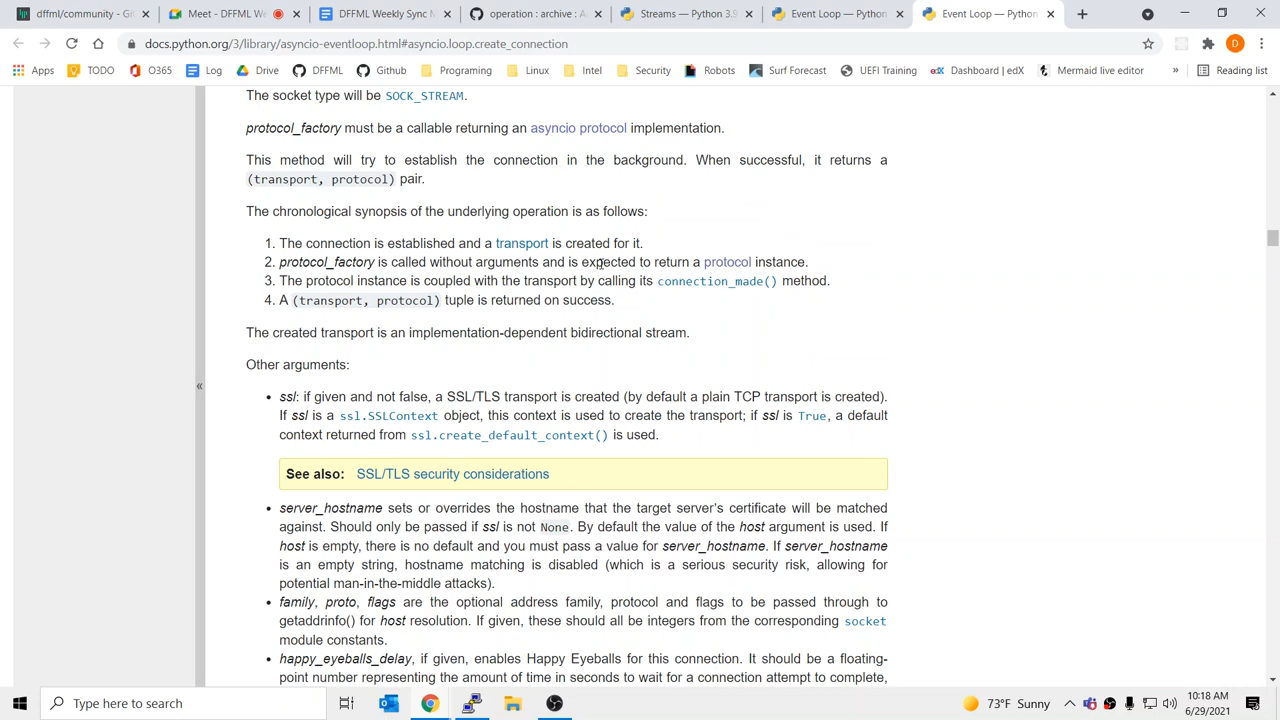 dffml/community - Git
Meet - DFFML We
DFFML Weekly Sync N
operation : archive : A
Streams — Python 3.9
Event Loop — Python
Event Loop — Python
docs.python.org/3/library/asyncio-eventloop.html#asyncio.loop.create_connection
D
Apps
TODO
O365
Log
Drive
DFFML
Github
Programing
Linux
Intel
Security
Robots
Surf Forecast
UEFI Training
edX
Dashboard | edX
Mermaid live editor
»
Reading list
The socket type will be SOCK_STREAM.
protocol_factory must be a callable returning an asyncio protocol implementation.
This method will try to establish the connection in the background. When successful, it returns a
(transport, protocol) pair.
The chronological synopsis of the underlying operation is as follows:
1. The connection is established and a transport is created for it.
2. protocol_factory is called without arguments and is expected to return a protocol instance.
3. The protocol instance is coupled with the transport by calling its connection_made() method.
4. A (transport, protocol) tuple is returned on success.
The created transport is an implementation-dependent bidirectional stream.
Other arguments:
«
• ssl: if given and not false, a SSL/TLS transport is created (by default a plain TCP transport is created).
If ssl is a ssl.SSLContext object, this context is used to create the transport; if ssl is True, a default
context returned from ssl.create_default_context() is used.
See also: SSL/TLS security considerations
• server_hostname sets or overrides the hostname that the target server's certificate will be matched
against. Should only be passed if ssl is not None. By default the value of the host argument is used. If
host is empty, there is no default and you must pass a value for server_hostname. If server_hostname
is an empty string, hostname matching is disabled (which is a serious security risk, allowing for
potential man-in-the-middle attacks).
• family, proto, flags are the optional address family, protocol and flags to be passed through to
getaddrinfo() for host resolution. If given, these should all be integers from the corresponding socket
module constants.
• happy_eyeballs_delay, if given, enables Happy Eyeballs for this connection. It should be a floating-
point number representing the amount of time in seconds to wait for a connection attempt to complete,
Type here to search
73°F Sunny
10:18 AM
6/29/2021